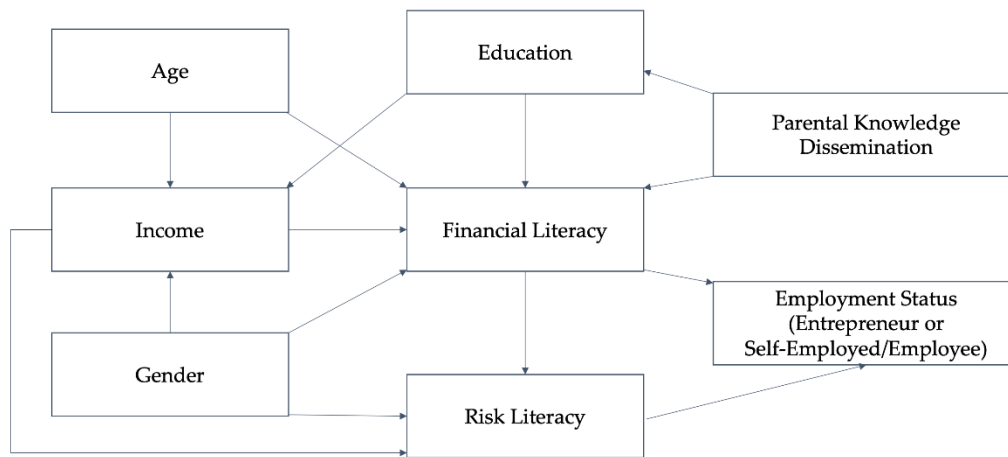 Age
Education
Parental Knowledge
Dissemination
Income
Financial Literacy
Employment Status
(Entrepreneur or
Self-Employed/Employee)
Gender
Risk Literacy